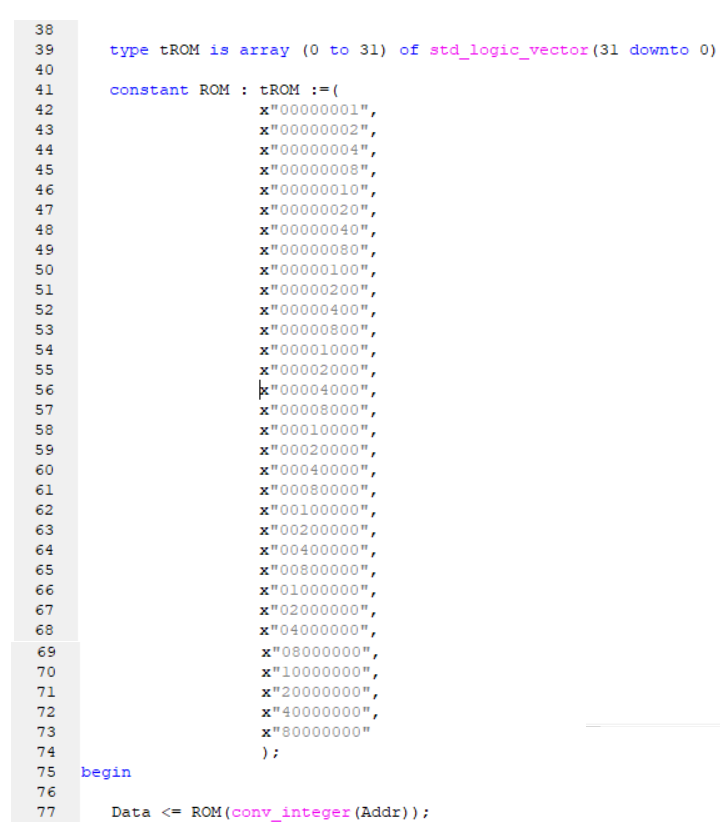 38
39 type tROM is array (0 to 31) of std_logic_vector(31 downto 0)
40
41 constant ROM : tROM :=(
42 x"00000001",
43 x"00000002",
44 x"00000004",
45 x"00000008",
46 x"00000010",
47 x"00000020",
48 x"00000040",
49 x"00000080",
50 x"00000100",
51 x"00000200",
52 x"00000400",
53 x"00000800",
54 x"00001000",
55 x"00002000",
56 x"00004000",
57 x"00008000",
58 x"00010000",
59 x"00020000",
60 x"00040000",
61 x"00080000",
62 x"00100000",
63 x"00200000",
64 x"00400000",
65 x"00800000",
66 x"01000000",
67 x"02000000",
68 x"04000000",
69 x"08000000",
70 x"10000000",
71 x"20000000",
72 x"40000000",
73 x"80000000"
74 );
75 begin
76
77 Data <= ROM(conv_integer(Addr));